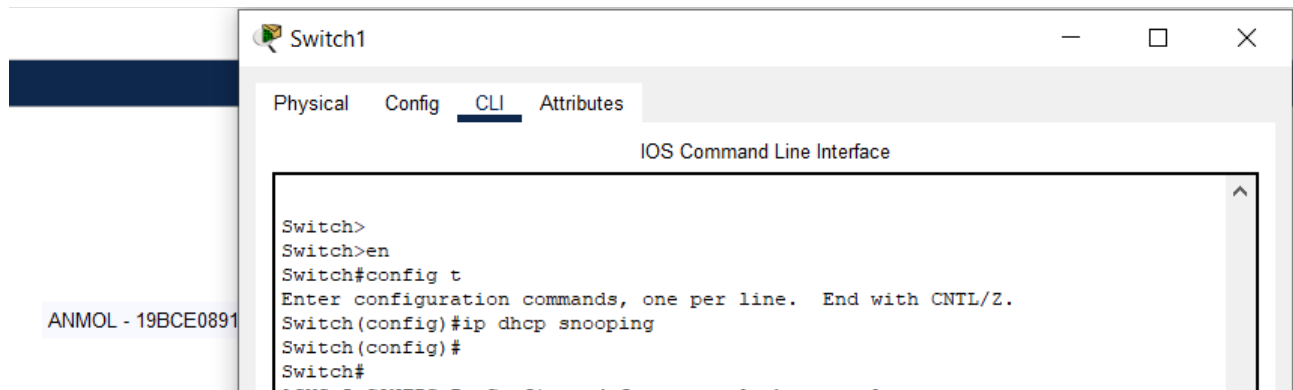 Switch1
Physical Config CLI Attributes
IOS Command Line Interface
Switch>
Switch>en
Switch#config t
Enter configuration commands, one per line.  End with CNTL/Z.
ANMOL - 19BCE0891
Switch(config)#ip dhcp snooping
Switch(config)#
Switch#